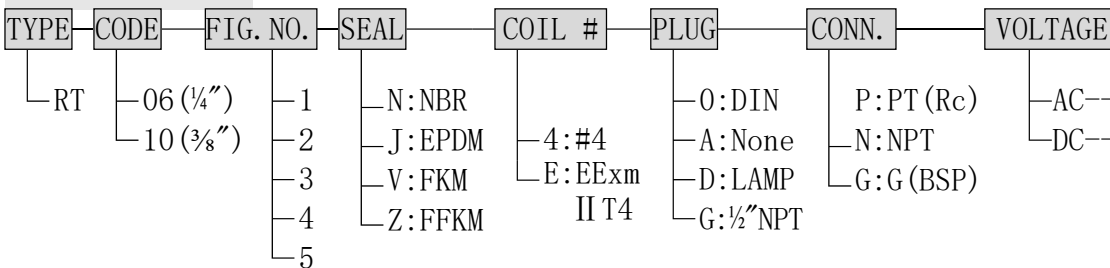 TYPE CODE FIG. NO. SEAL COIL # PLUG CONN. VOLTAGE
RT 06(¼″) 1 N:NBR 0:DIN P:PT(Rc) AC--
10(⅜″) 2 J:EPDM 4:#4 A:None N:NPT DC--
3 V:FKM E:EExm D:LAMP G:G(BSP)
4 Z:FFKM II T4 G:½″NPT
5